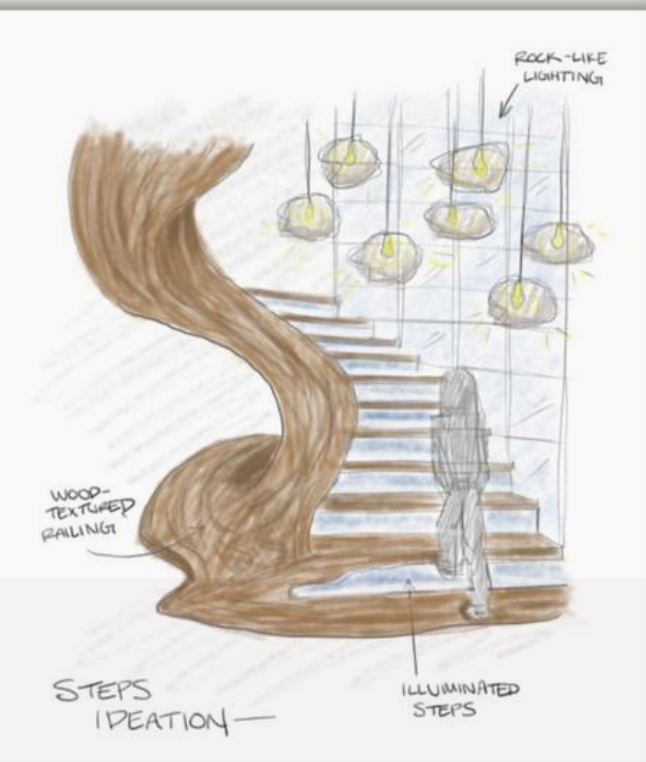 ROCK-LIKE
LIGHTING
WOOD-
TEXTURED
RAILING
ILLUMINATED
STEPS
STEPS
IDEATION—